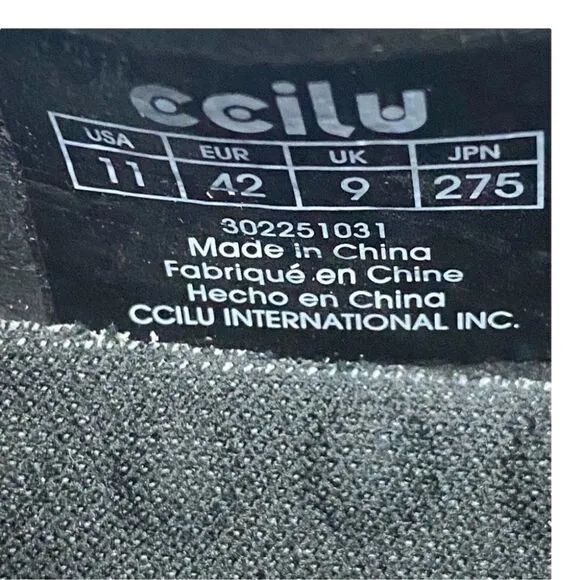 ccilu
USA EUR UK JPN
11 42 9 275
302251031
Made in China
Fabriqué en Chine
Hecho en China
CCILU INTERNATIONAL INC.